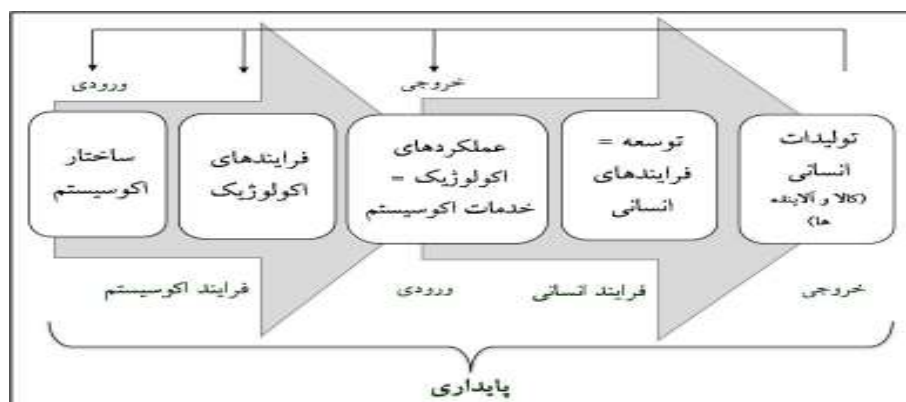 ورودی
خروجی
ساختار
اکوسیستم
فرایندهای
اکولوژیک
عملکردهای
اکولوژیک =
خدمات اکوسیستم
توسعه =
فرایندهای
انسانی
تولیدات
انسانی
(کالا و آلاینده
ها)
فرایند اکوسیستم
ورودی
فرایند انسانی
خروجی
پایداری